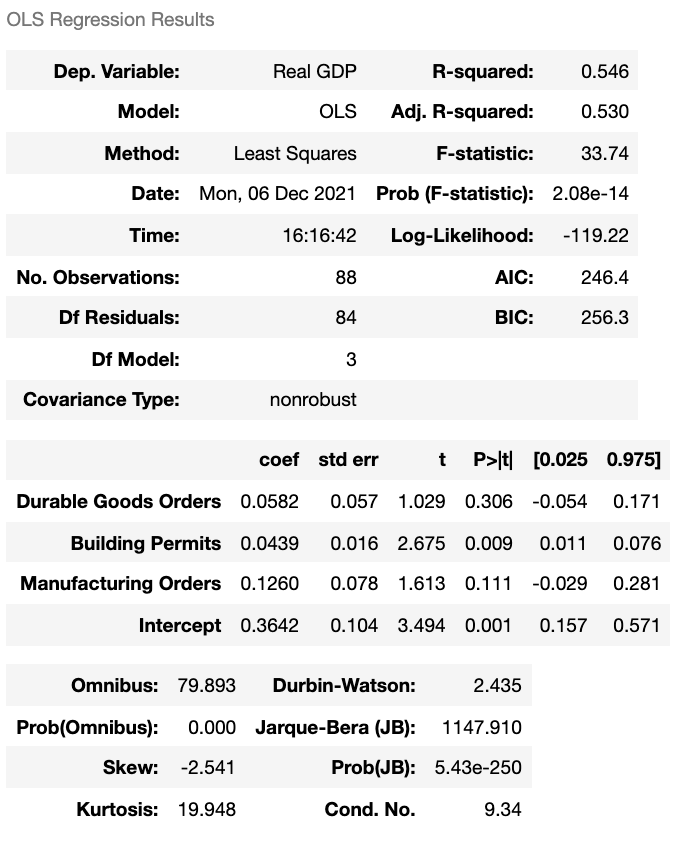 OLS Regression Results
Dep. Variable: Real GDP R-squared: 0.546
Model: OLS Adj. R-squared: 0.530
Method: Least Squares F-statistic: 33.74
Date: Mon, 06 Dec 2021 Prob (F-statistic): 2.08e-14
Time: 16:16:42 Log-Likelihood: -119.22
No. Observations: 88 AIC: 246.4
Df Residuals: 84 BIC: 256.3
Df Model: 3
Covariance Type: nonrobust
coef std err t P>|t| [0.025 0.975]
Durable Goods Orders 0.0582 0.057 1.029 0.306 -0.054 0.171
Building Permits 0.0439 0.016 2.675 0.009 0.011 0.076
Manufacturing Orders 0.1260 0.078 1.613 0.111 -0.029 0.281
Intercept 0.3642 0.104 3.494 0.001 0.157 0.571
Omnibus: 79.893 Durbin-Watson: 2.435
Prob(Omnibus): 0.000 Jarque-Bera (JB): 1147.910
Skew: -2.541 Prob(JB): 5.43e-250
Kurtosis: 19.948 Cond. No. 9.34